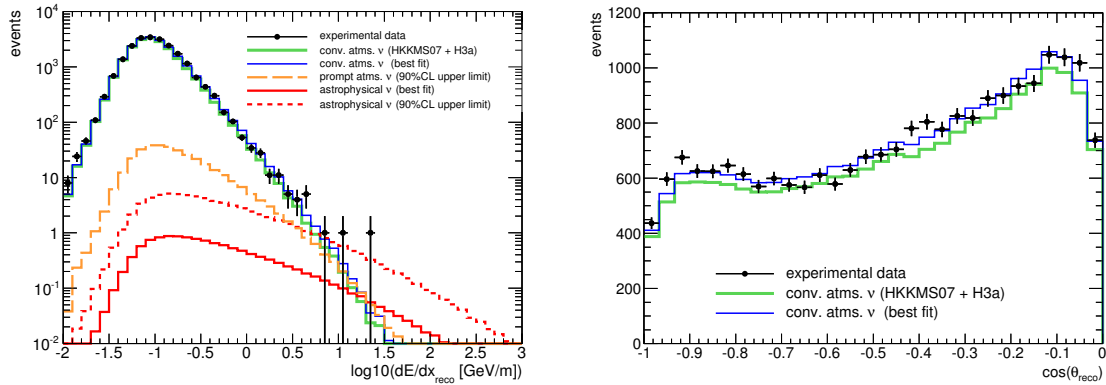 events
10⁴
10³
10²
10
1
10⁻¹
10⁻²
-2 -1.5 -1 -0.5 0 0.5 1 1.5 2 2.5 3
log10(dE/dx_reco [GeV/m])
experimental data
conv. atms. ν (HKKMS07 + H3a)
conv. atms. ν (best fit)
prompt atms. ν (90%CL upper limit)
astrophysical ν (best fit)
astrophysical ν (90%CL upper limit)
events
1200
1000
800
600
400
200
0
-1 -0.9 -0.8 -0.7 -0.6 -0.5 -0.4 -0.3 -0.2 -0.1 0
cos(θ_reco)
experimental data
conv. atms. ν (HKKMS07 + H3a)
conv. atms. ν (best fit)